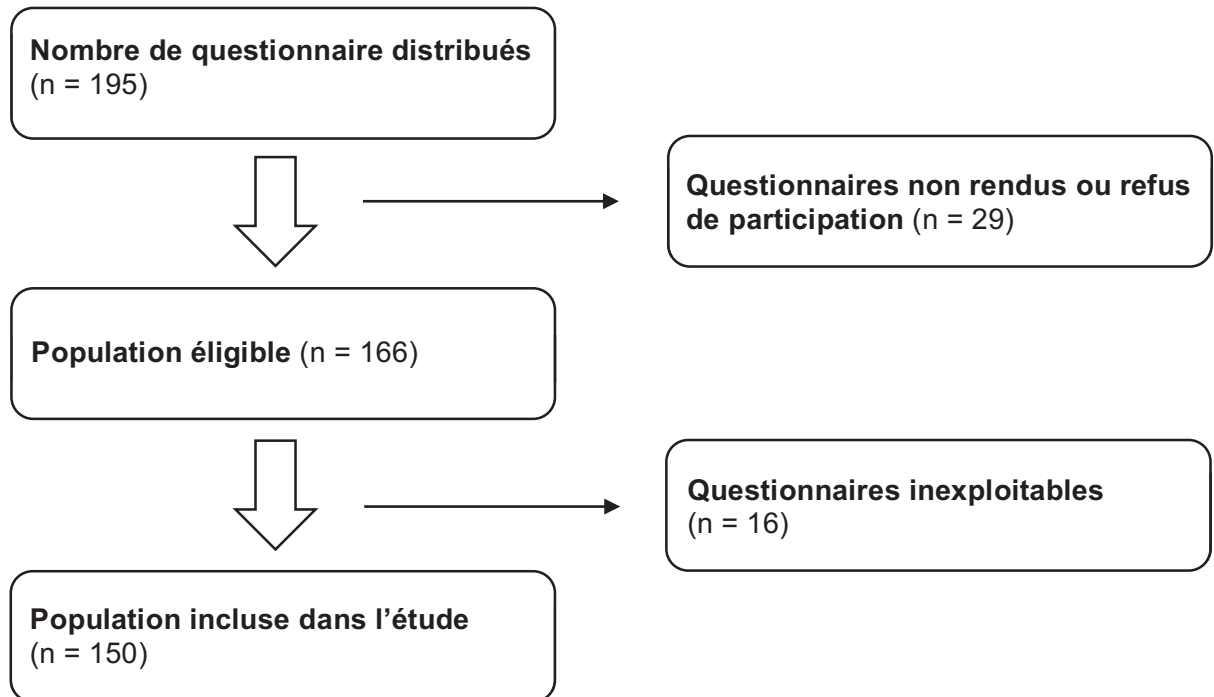 Nombre de questionnaire distribués
(n = 195)
Questionnaires non rendus ou refus
de participation (n = 29)
Population éligible (n = 166)
Questionnaires inexploitables
(n = 16)
Population incluse dans l’étude
(n = 150)